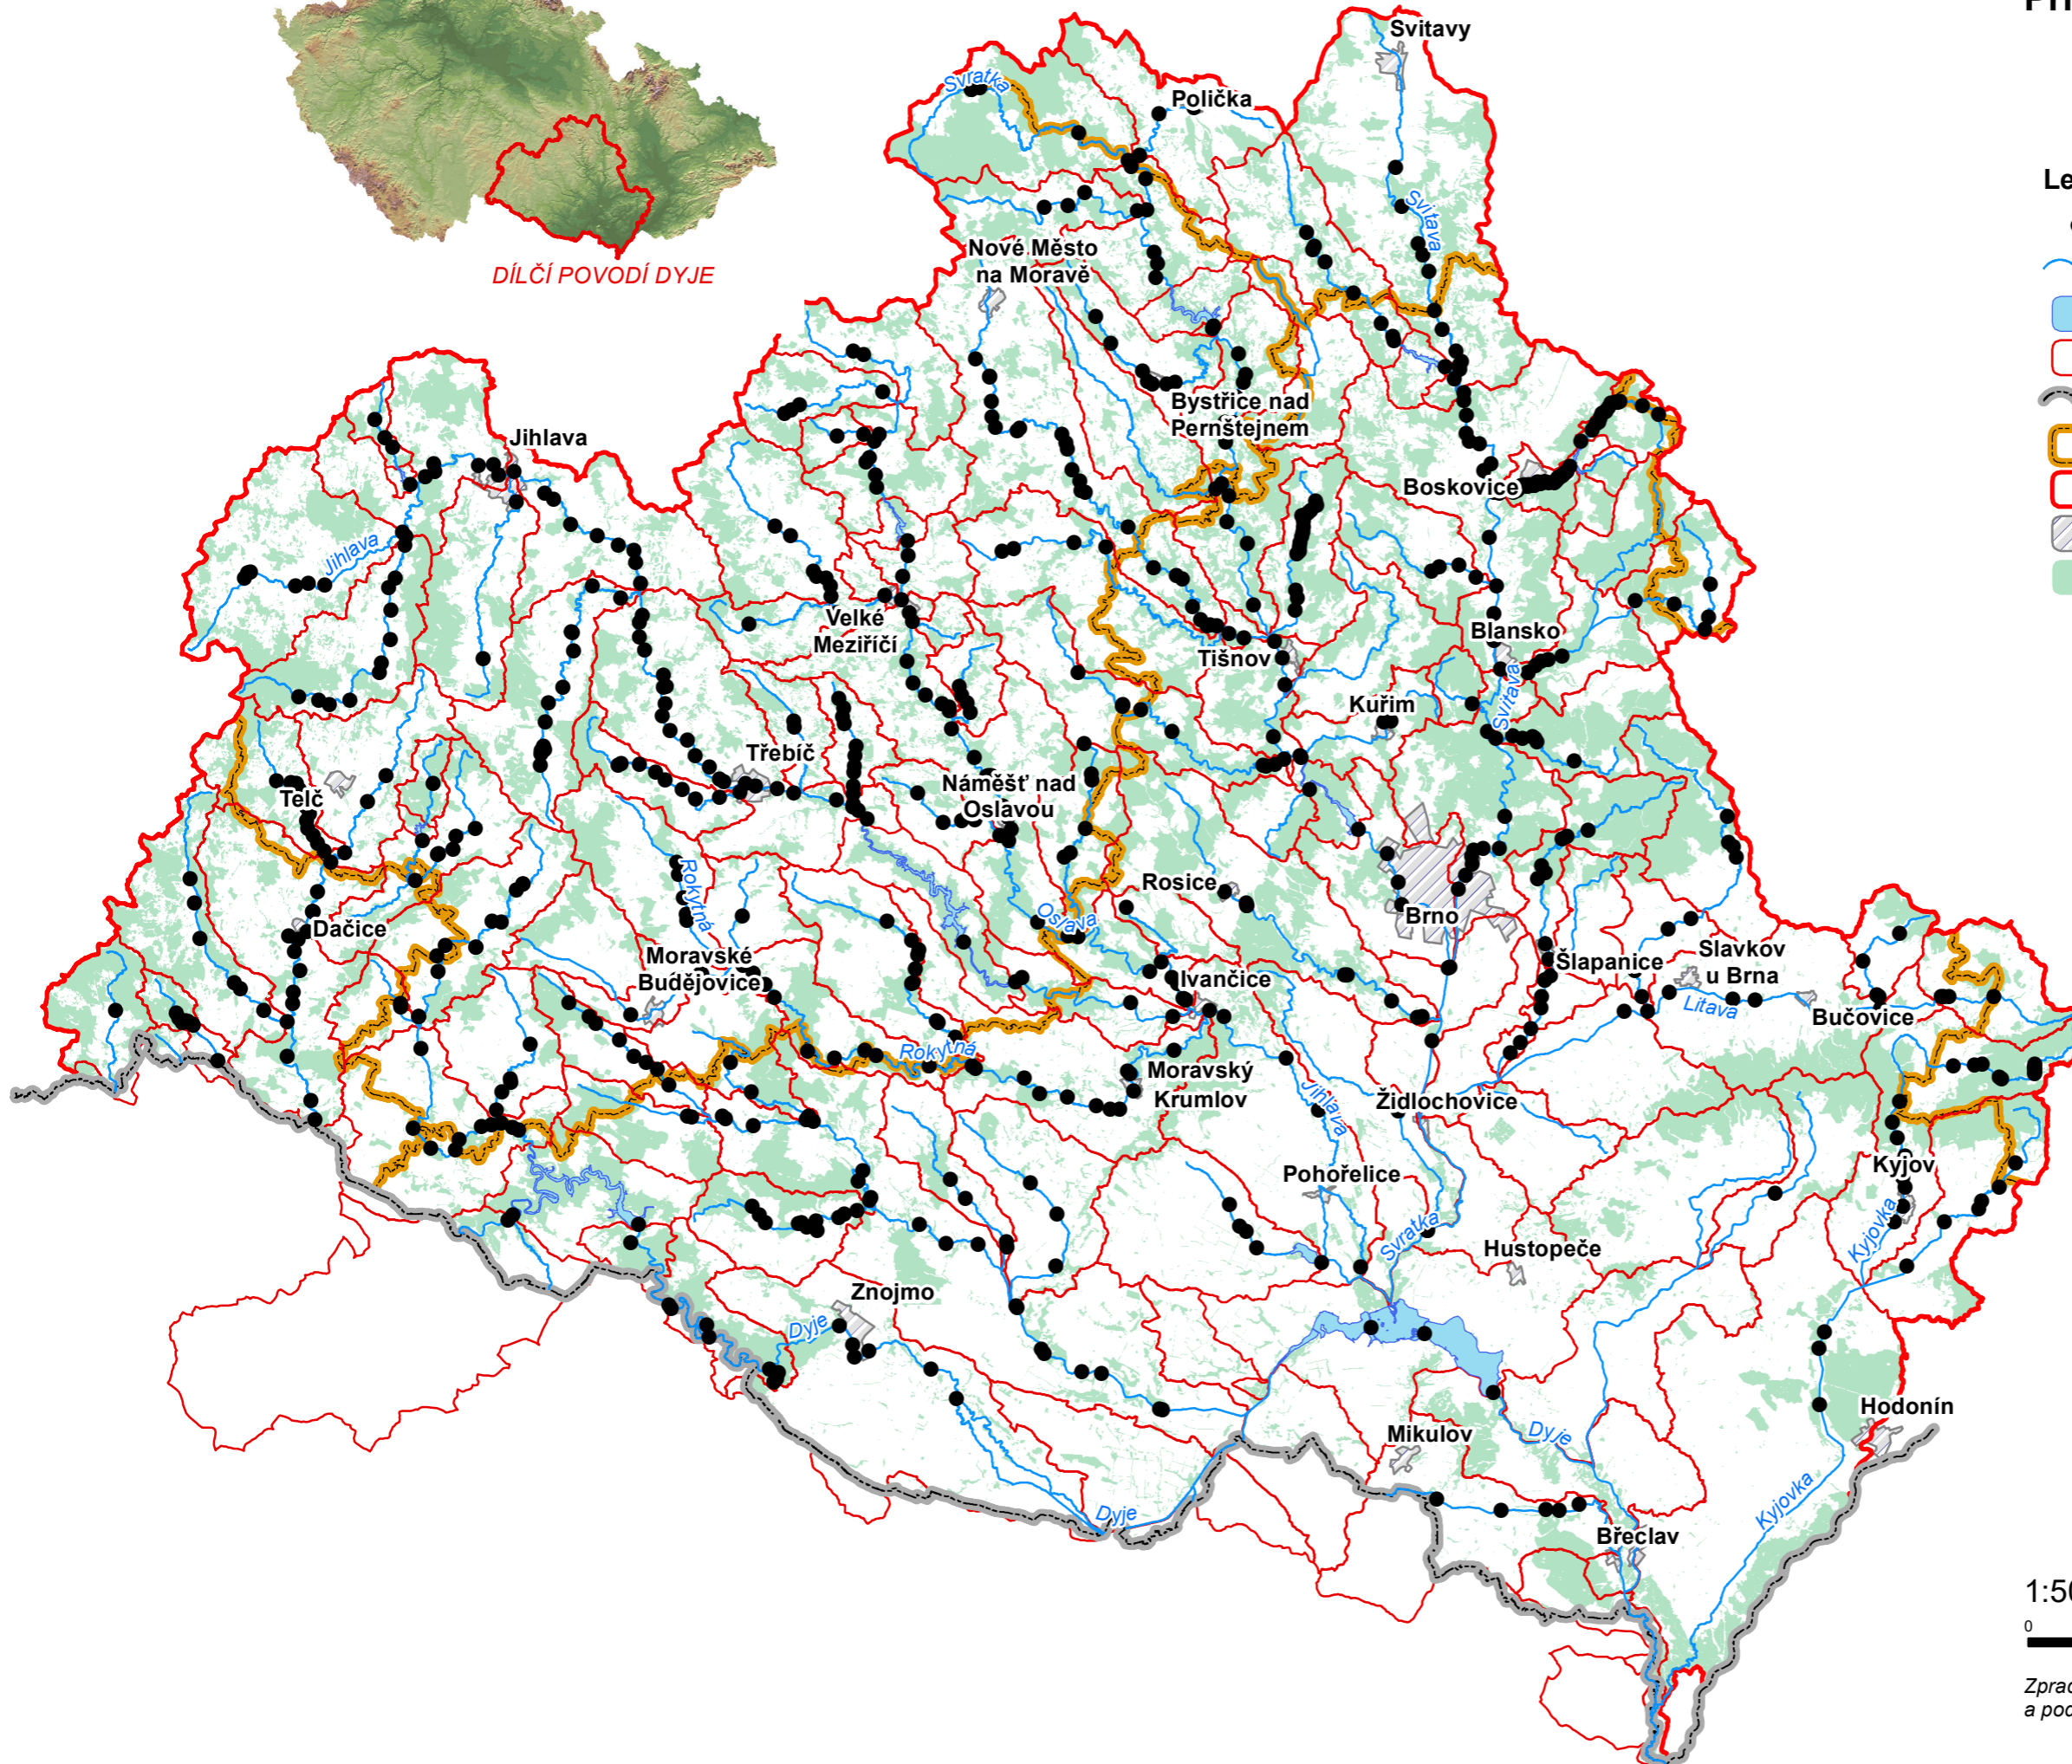 Svitavy
Svratka
Polička
DÍLČÍ POVODÍ DYJE
Svitava
Nové Město
na Moravě
Bystřice nad
Pernštejnem
Jihlava
Boskovice
Jihlava
Velké
Meziříčí
Blansko
Tišnov
Svitava
Kuřim
Třebíč
Telč
Náměšť nad
Oslavou
Rokytná
Rosice
Oslava
Brno
Dačice
Moravské
Budějovice
Šlapanice
Slavkov
u Brna
Ivančice
Litava
Bučovice
Rokytná
Moravský
Krumlov
Jihlava
Židlochovice
Kyjov
Pohořelice
Svratka
Kyjovka
Hustopeče
Znojmo
Dyje
Hodonín
Mikulov
Dyje
Dyje
Kyjovka
Břeclav
0